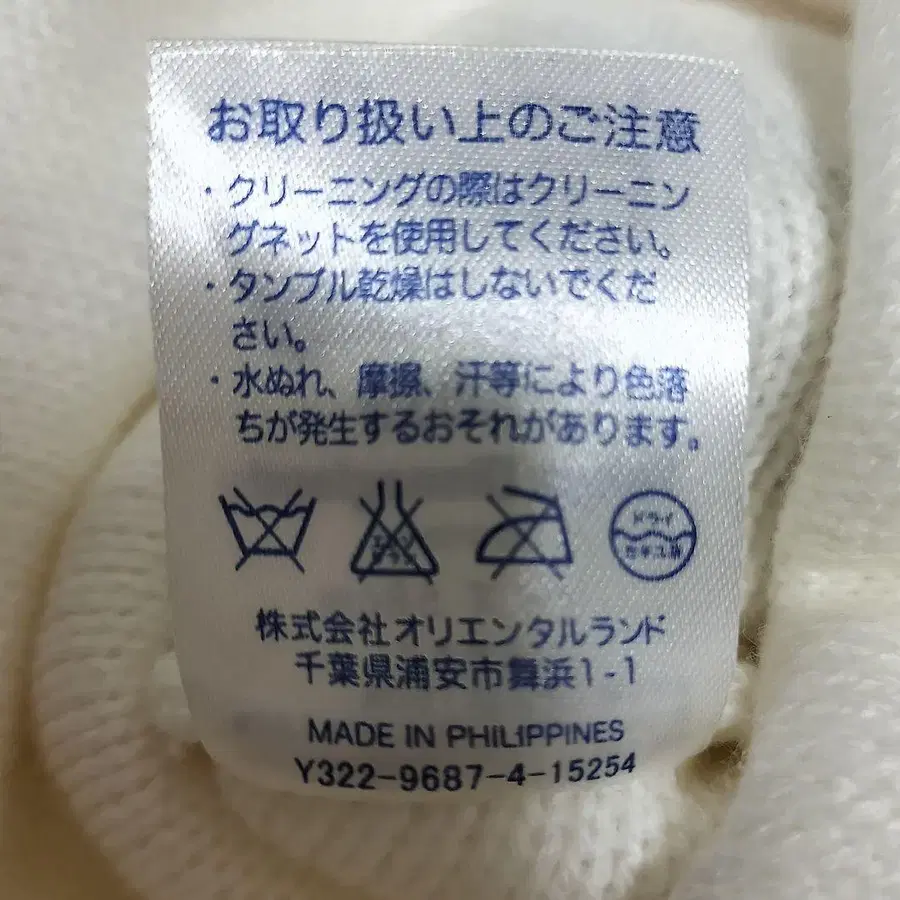 お取り扱い上のご注意
・クリーニングの際はクリーニン
グネットを使用してください。
・タンブル乾燥はしないでくだ
さい。
・水ぬれ、摩擦、汗等により色落
ちが発生するおそれがあります。
ドライ
株式会社オリエンタルランド
千葉県浦安市舞浜1-1
MADE IN PHILIPPINES
Y322-9687-4-15254